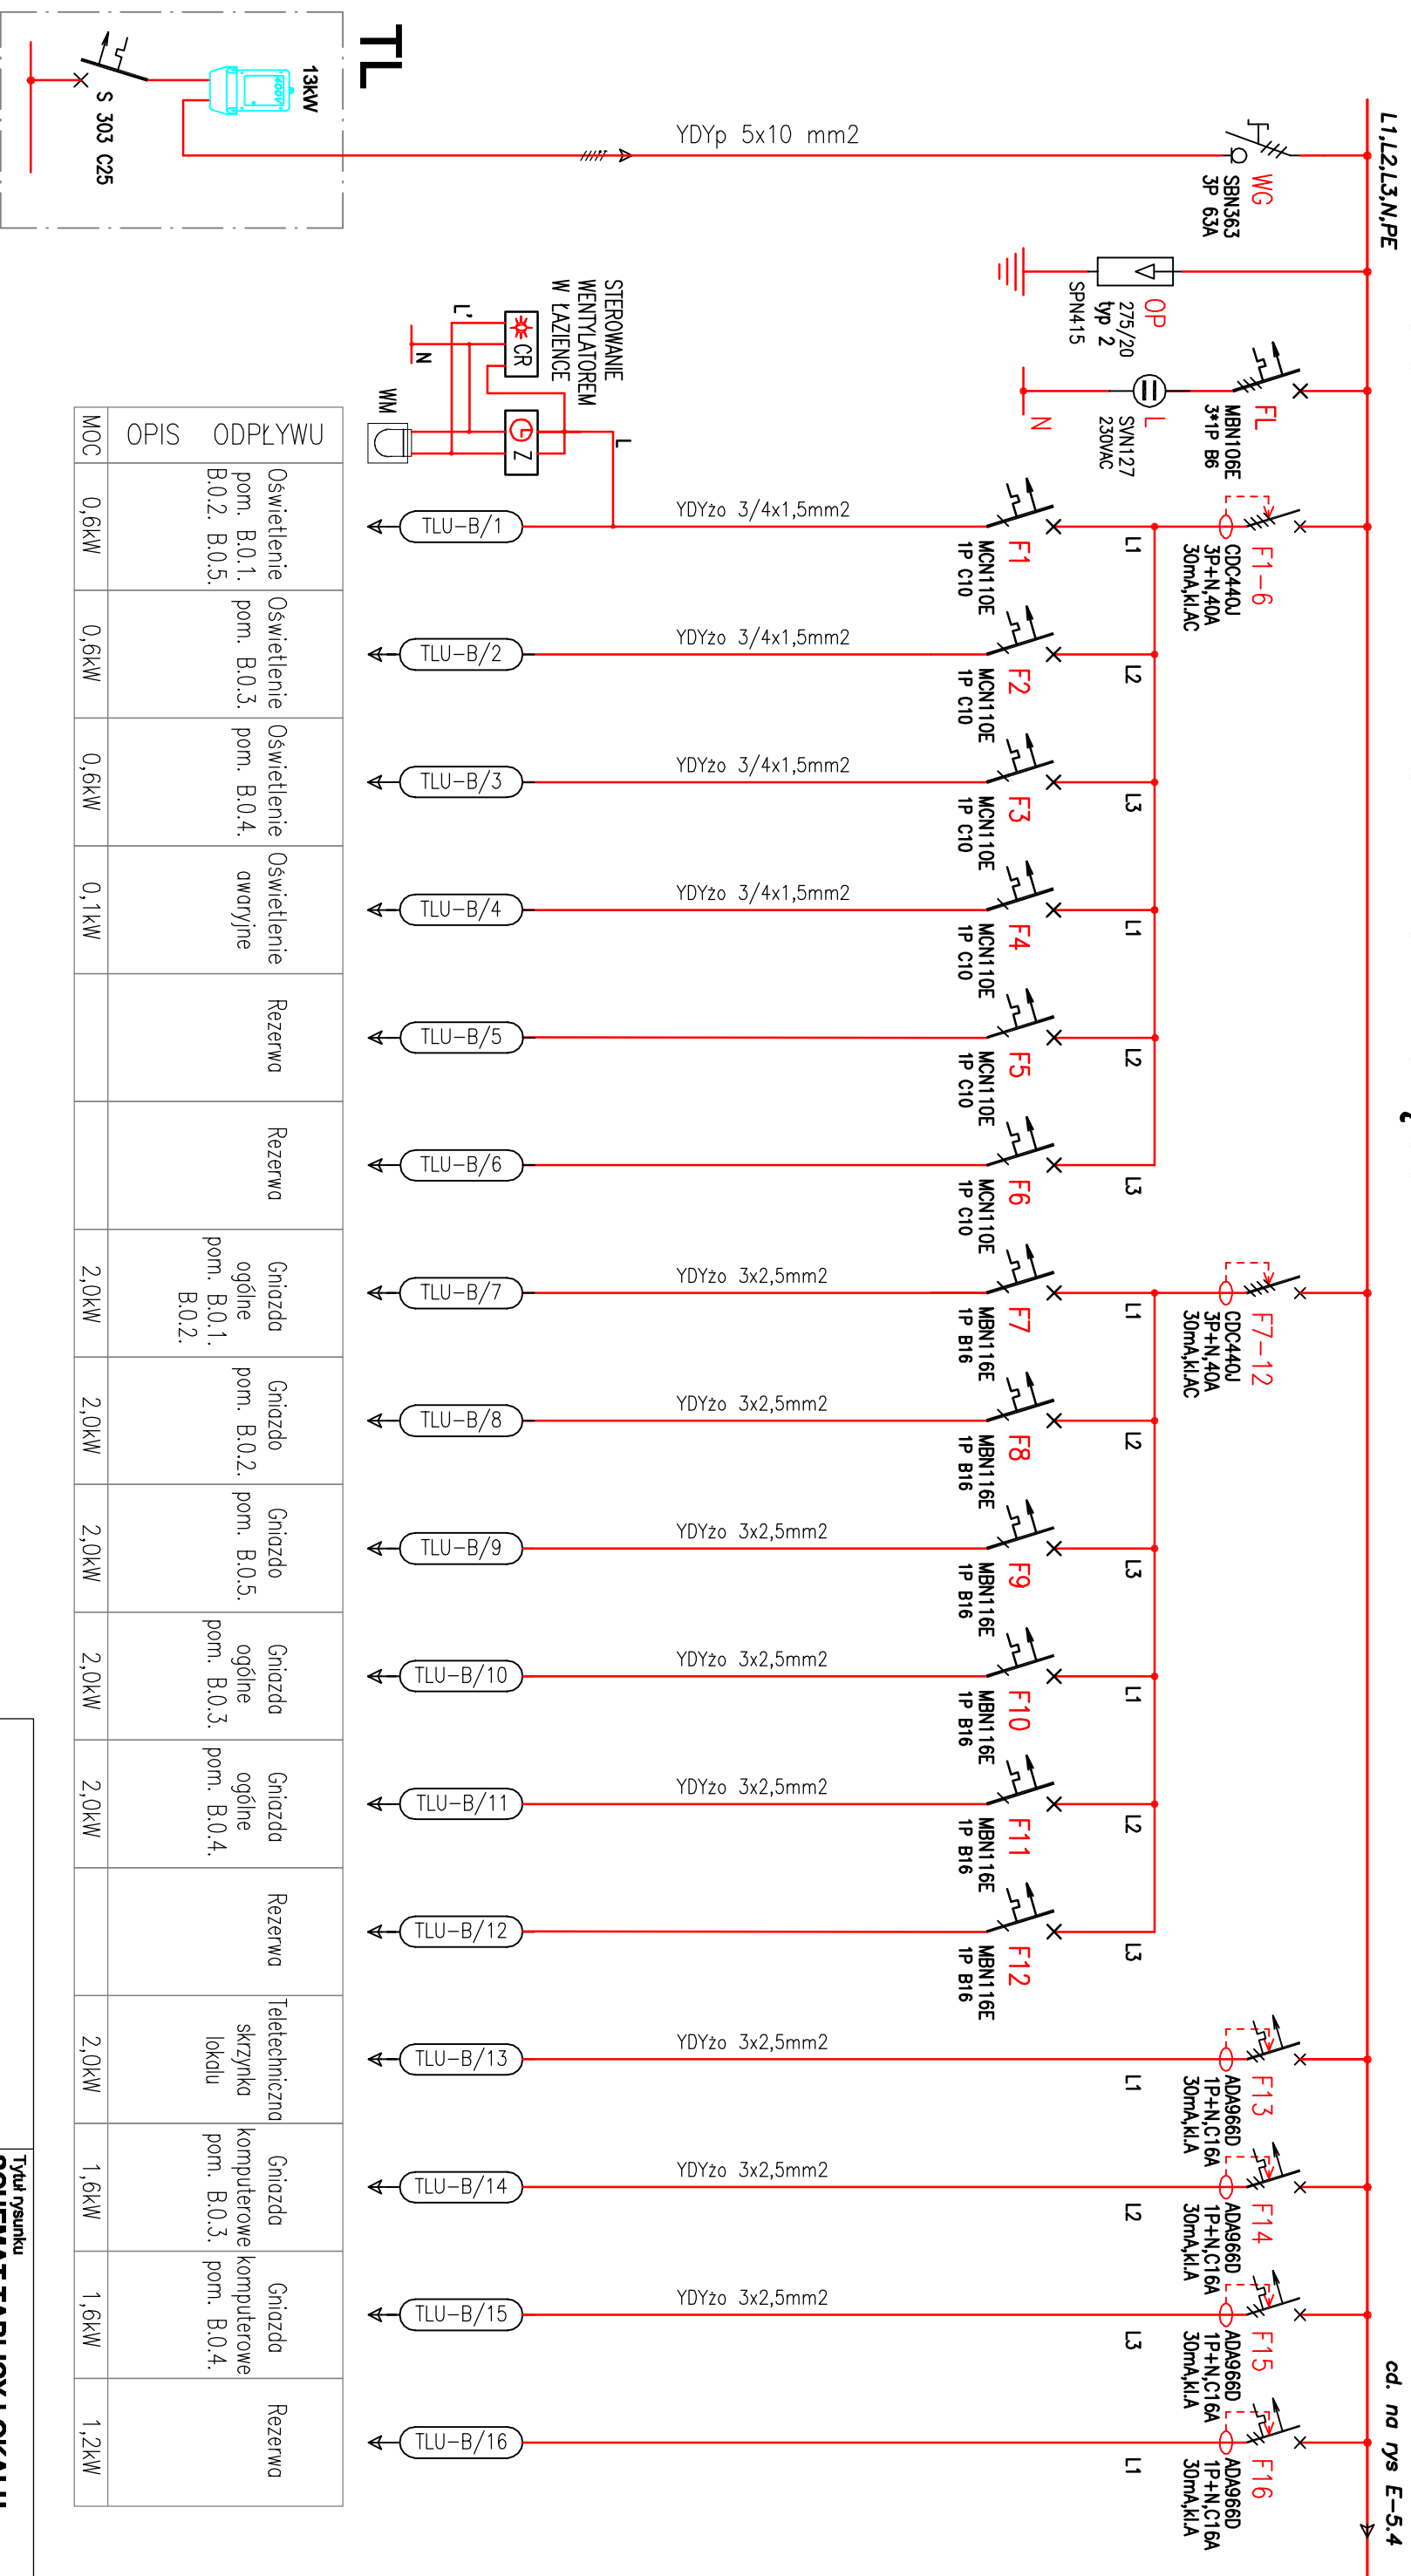 L1,L2,L3,N,PE
cd. na rys E-5.4
TL
13kW
400V
S 303 C25
YDYp 5x10 mm2
WG
SBN363
3P 63A
OP
275/20
typ 2
SPN415
FL
MBN106E
3*1P B6
L
SVN127
230VAC
N
STEROWANIE
WENTYLATOREM
W ŁAZIENCE
L
L'
N
CR
Z
WM
F1-6
CDC440J
3P+N,40A
30mA,kl.AC
F7-12
CDC440J
3P+N,40A
30mA,kl.AC
L1
F1
MCN110E
1P C10
YDYżo 3/4x1,5mm2
TLU-B/1
L2
F2
MCN110E
1P C10
YDYżo 3/4x1,5mm2
TLU-B/2
L3
F3
MCN110E
1P C10
YDYżo 3/4x1,5mm2
TLU-B/3
L1
F4
MCN110E
1P C10
YDYżo 3/4x1,5mm2
TLU-B/4
L2
F5
MCN110E
1P C10
TLU-B/5
L3
F6
MCN110E
1P C10
TLU-B/6
L1
F7
MBN116E
1P B16
YDYżo 3x2,5mm2
TLU-B/7
L2
F8
MBN116E
1P B16
YDYżo 3x2,5mm2
TLU-B/8
L3
F9
MBN116E
1P B16
YDYżo 3x2,5mm2
TLU-B/9
L1
F10
MBN116E
1P B16
YDYżo 3x2,5mm2
TLU-B/10
L2
F11
MBN116E
1P B16
YDYżo 3x2,5mm2
TLU-B/11
L3
F12
MBN116E
1P B16
TLU-B/12
F13
ADA966D
1P+N,C16A
30mA,kl.A
L1
YDYżo 3x2,5mm2
TLU-B/13
F14
ADA966D
1P+N,C16A
30mA,kl.A
L2
YDYżo 3x2,5mm2
TLU-B/14
F15
ADA966D
1P+N,C16A
30mA,kl.A
L3
YDYżo 3x2,5mm2
TLU-B/15
F16
ADA966D
1P+N,C16A
30mA,kl.A
L1
TLU-B/16
OPIS ODPŁYWU
MOC
Oświetlenie
pom. B.0.1.
B.0.2. B.0.5.
0,6kW
Oświetlenie
pom. B.0.3.
0,6kW
Oświetlenie
pom. B.0.4.
0,6kW
Oświetlenie
awaryjne
0,1kW
Rezerwa
Rezerwa
Gniazda
ogólne
pom. B.0.1.
B.0.2.
2,0kW
Gniazdo
pom. B.0.2.
2,0kW
Gniazdo
pom. B.0.5.
2,0kW
Gniazda
ogólne
pom. B.0.3.
2,0kW
Gniazda
ogólne
pom. B.0.4.
2,0kW
Rezerwa
Teletechniczna
skrzynka
lokalu
2,0kW
Gniazda
komputerowe
pom. B.0.3.
1,6kW
Gniazda
komputerowe
pom. B.0.4.
1,6kW
Rezerwa
1,2kW
Tytuł rysunku
SCHEMAT TABLICY LOKALU